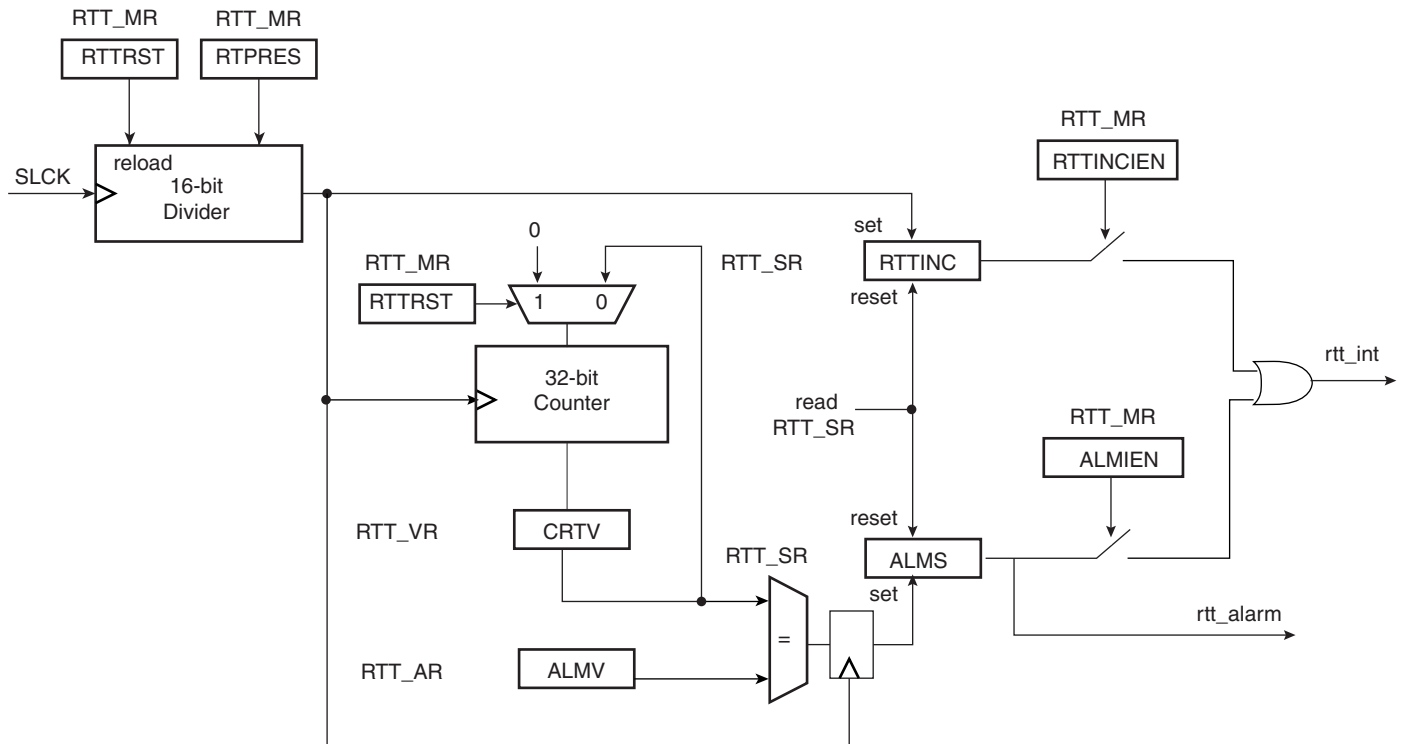 RTT_MR
RTT_MR
RTTRST
RTPRES
reload
16-bit
Divider
SLCK
RTT_MR
RTTINCIEN
set
RTTINC
reset
0
RTT_MR
RTT_SR
RTTRST
1 0
32-bit
Counter
rtt_int
read
RTT_SR
RTT_MR
ALMIEN
reset
RTT_VR
CRTV
RTT_SR
ALMS
set
rtt_alarm
=
RTT_AR
ALMV